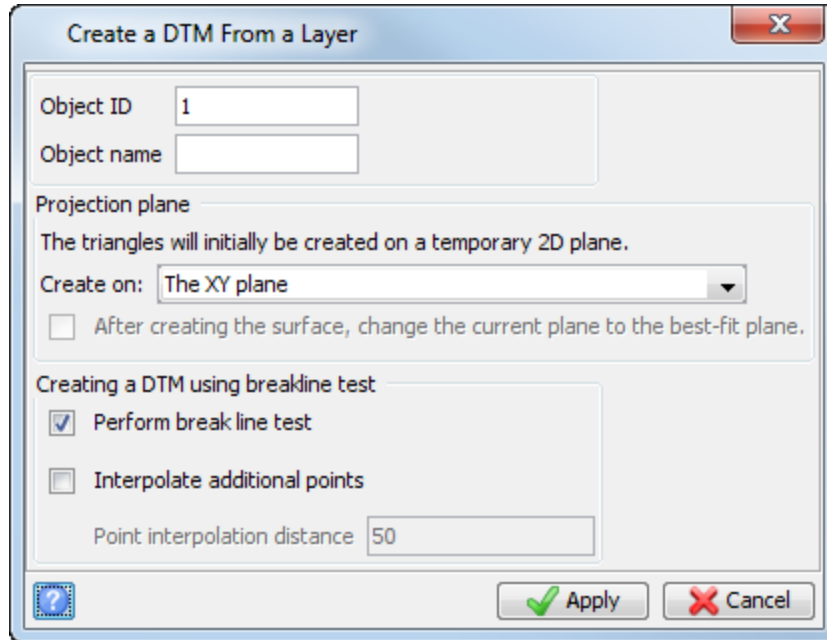 Create a DTM From a Layer
Object ID 1
Object name
Projection plane
The triangles will initially be created on a temporary 2D plane.
Create on: The XY plane
After creating the surface, change the current plane to the best-fit plane.
Creating a DTM using breakline test
Perform break line test
Interpolate additional points
Point interpolation distance 50
? Apply Cancel